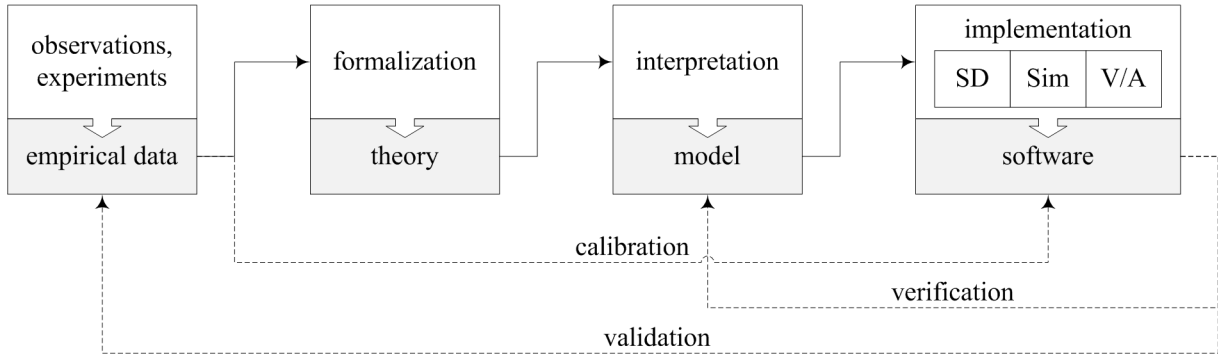 observations,
experiments
empirical data
formalization
theory
interpretation
model
implementation
SD Sim V/A
software
calibration
verification
validation